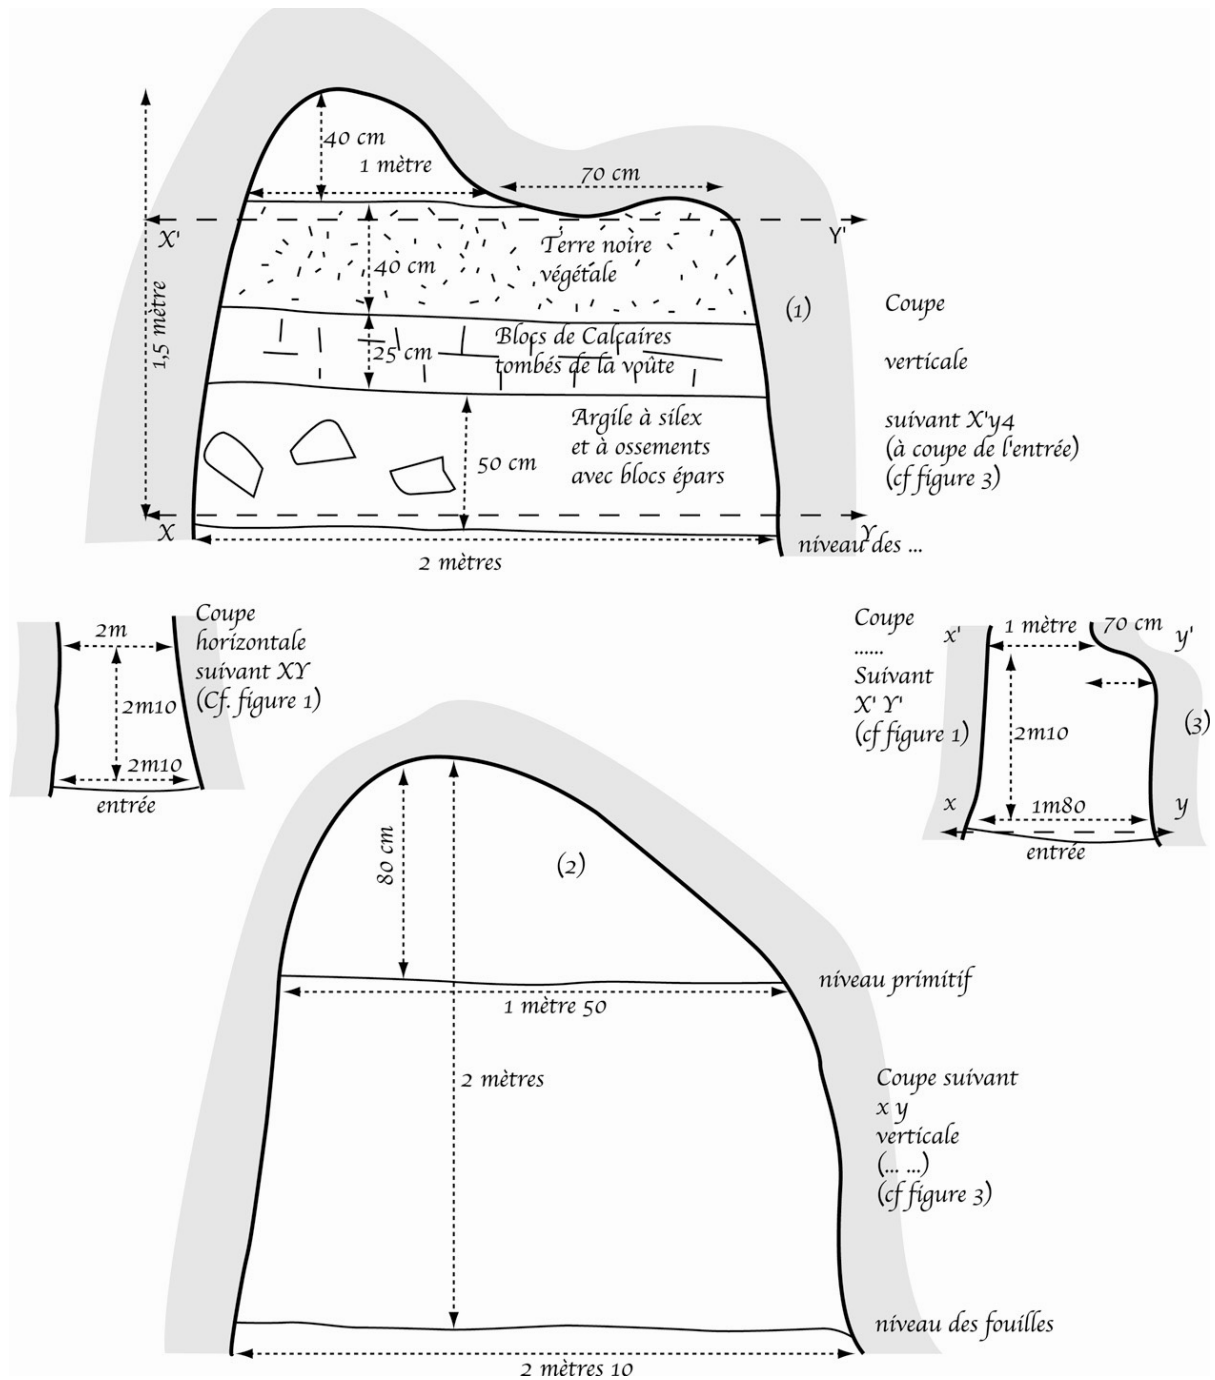 40 cm
1 mètre
70 cm
X'
Y'
Terre noire
végétale
40 cm
1,5 mètre
(1)
Coupe
verticale
suivant X'y4
(à coupe de l'entrée)
(cf figure 3)
Blocs de Calcaires
tombés de la voûte
25 cm
Argile à silex
et à ossements
avec blocs épars
50 cm
X
Y
niveau des ...
2 mètres
Coupe
horizontale
suivant XY
(Cf. figure 1)
2m
2m10
2m10
entrée
Coupe
......
Suivant
X' Y'
(cf figure 1)
x'
1 mètre
70 cm
y'
(3)
2m10
x
1m80
y
entrée
80 cm
(2)
niveau primitif
1 mètre 50
2 mètres
Coupe suivant
x y
verticale
(... ...)
(cf figure 3)
niveau des fouilles
2 mètres 10